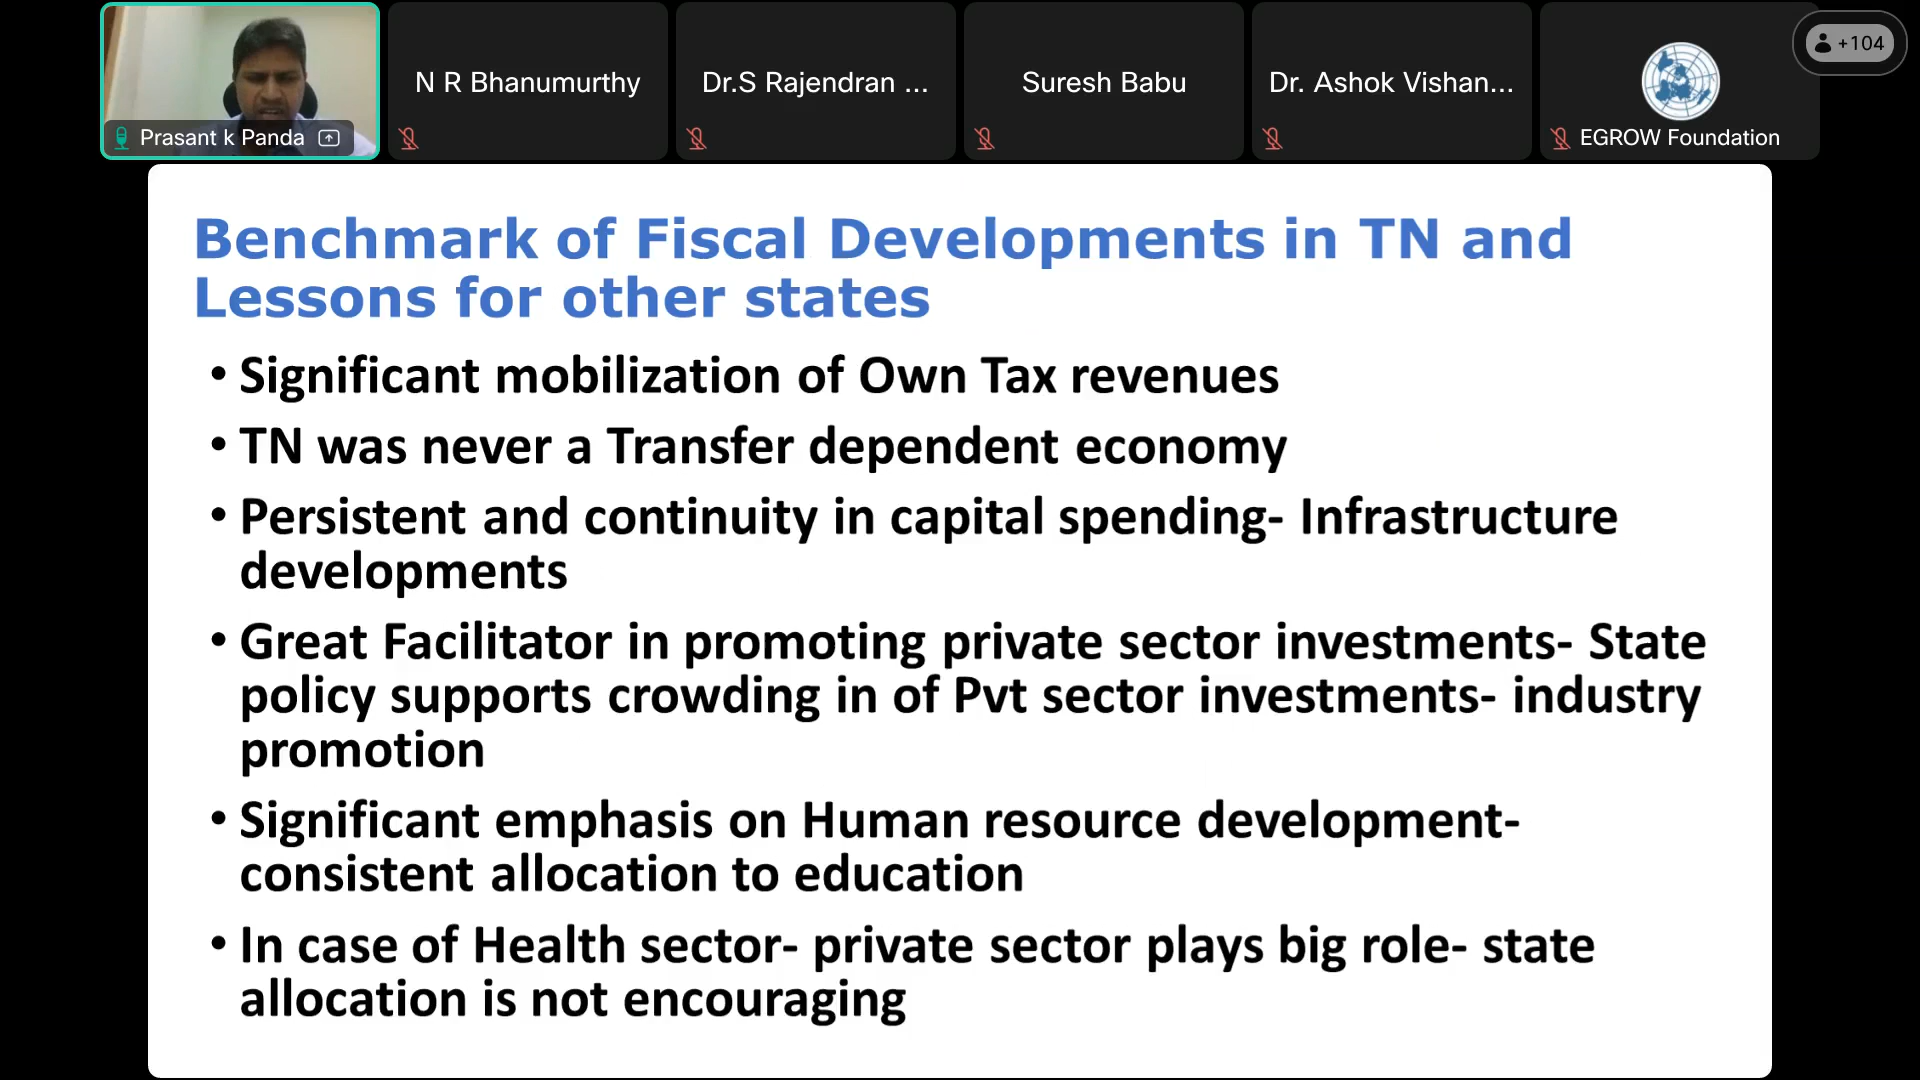 Prasant k Panda
N R Bhanumurthy
Dr.S Rajendran ...
Suresh Babu
Dr. Ashok Vishan...
EGROW Foundation
+104
Benchmark of Fiscal Developments in TN and
Lessons for other states
• Significant mobilization of Own Tax revenues
• TN was never a Transfer dependent economy
• Persistent and continuity in capital spending- Infrastructure
developments
• Great Facilitator in promoting private sector investments- State
policy supports crowding in of Pvt sector investments- industry
promotion
• Significant emphasis on Human resource development-
consistent allocation to education
• In case of Health sector- private sector plays big role- state
allocation is not encouraging